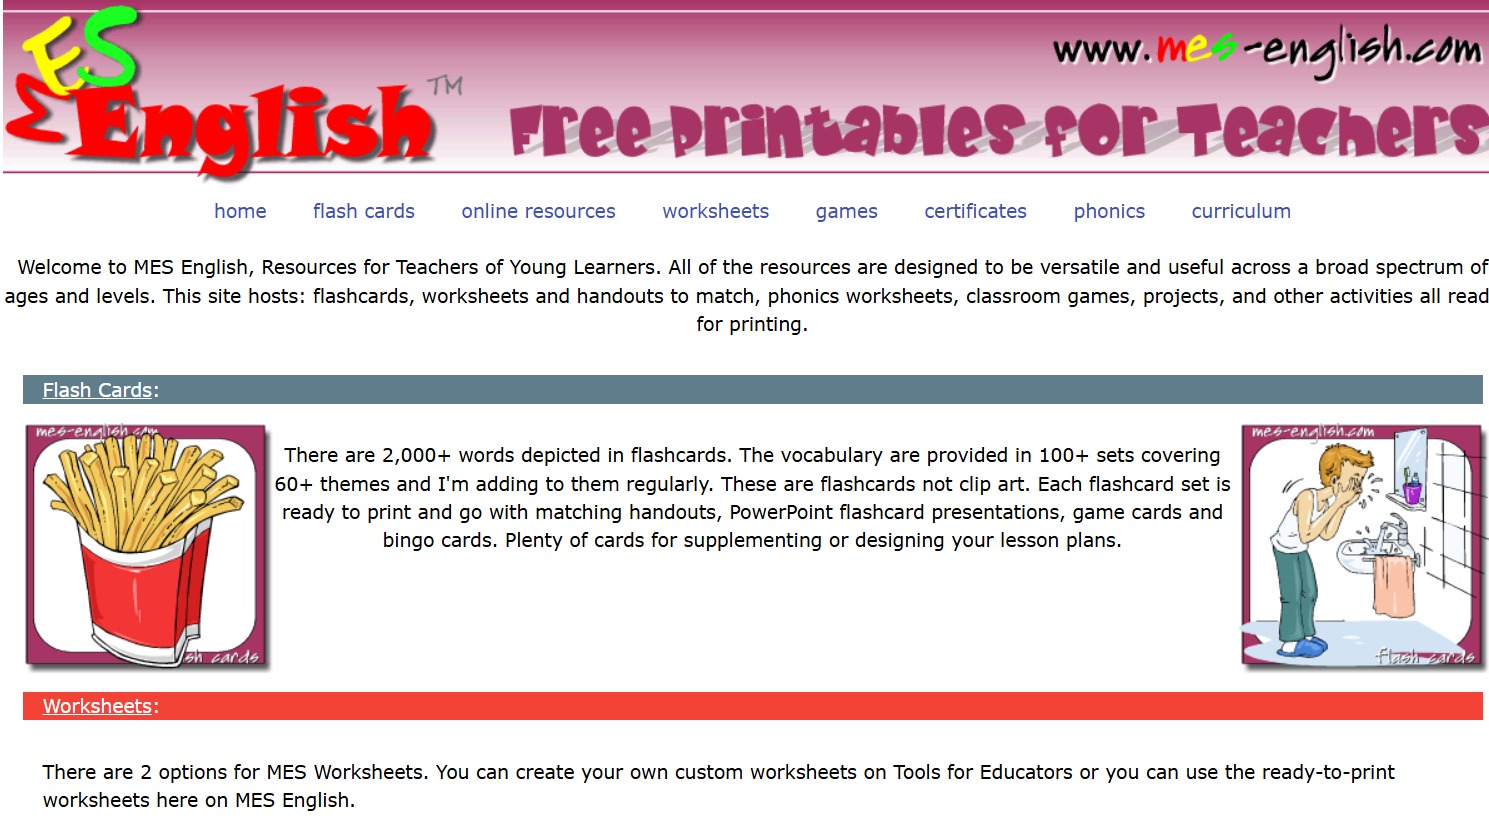 MES
English™
www.mes-english.com
Free Printables for Teachers
home flash cards online resources worksheets games certificates phonics curriculum
Welcome to MES English, Resources for Teachers of Young Learners. All of the resources are designed to be versatile and useful across a broad spectrum of
ages and levels. This site hosts: flashcards, worksheets and handouts to match, phonics worksheets, classroom games, projects, and other activities all read
for printing.
Flash Cards:
mes-english.com
There are 2,000+ words depicted in flashcards. The vocabulary are provided in 100+ sets covering
60+ themes and I'm adding to them regularly. These are flashcards not clip art. Each flashcard set is
ready to print and go with matching handouts, PowerPoint flashcard presentations, game cards and
bingo cards. Plenty of cards for supplementing or designing your lesson plans.
sh cards
mes-english.com
flash cards
Worksheets:
There are 2 options for MES Worksheets. You can create your own custom worksheets on Tools for Educators or you can use the ready-to-print
worksheets here on MES English.